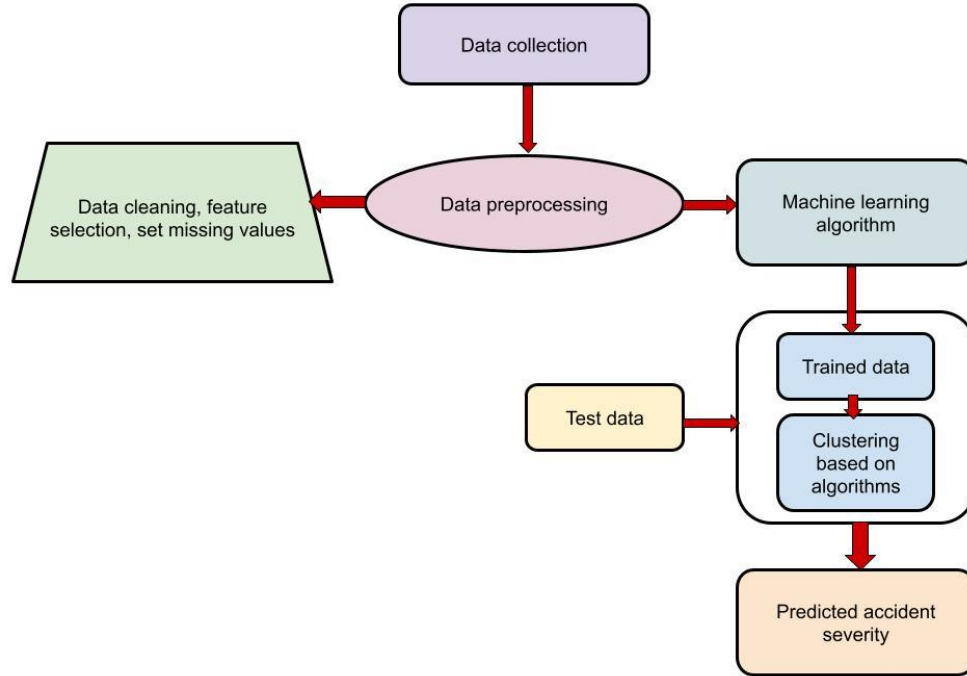 Data collection
Data cleaning, feature
selection, set missing values
Data preprocessing
Machine learning
algorithm
Trained data
Test data
Clustering
based on
algorithms
Predicted accident
severity